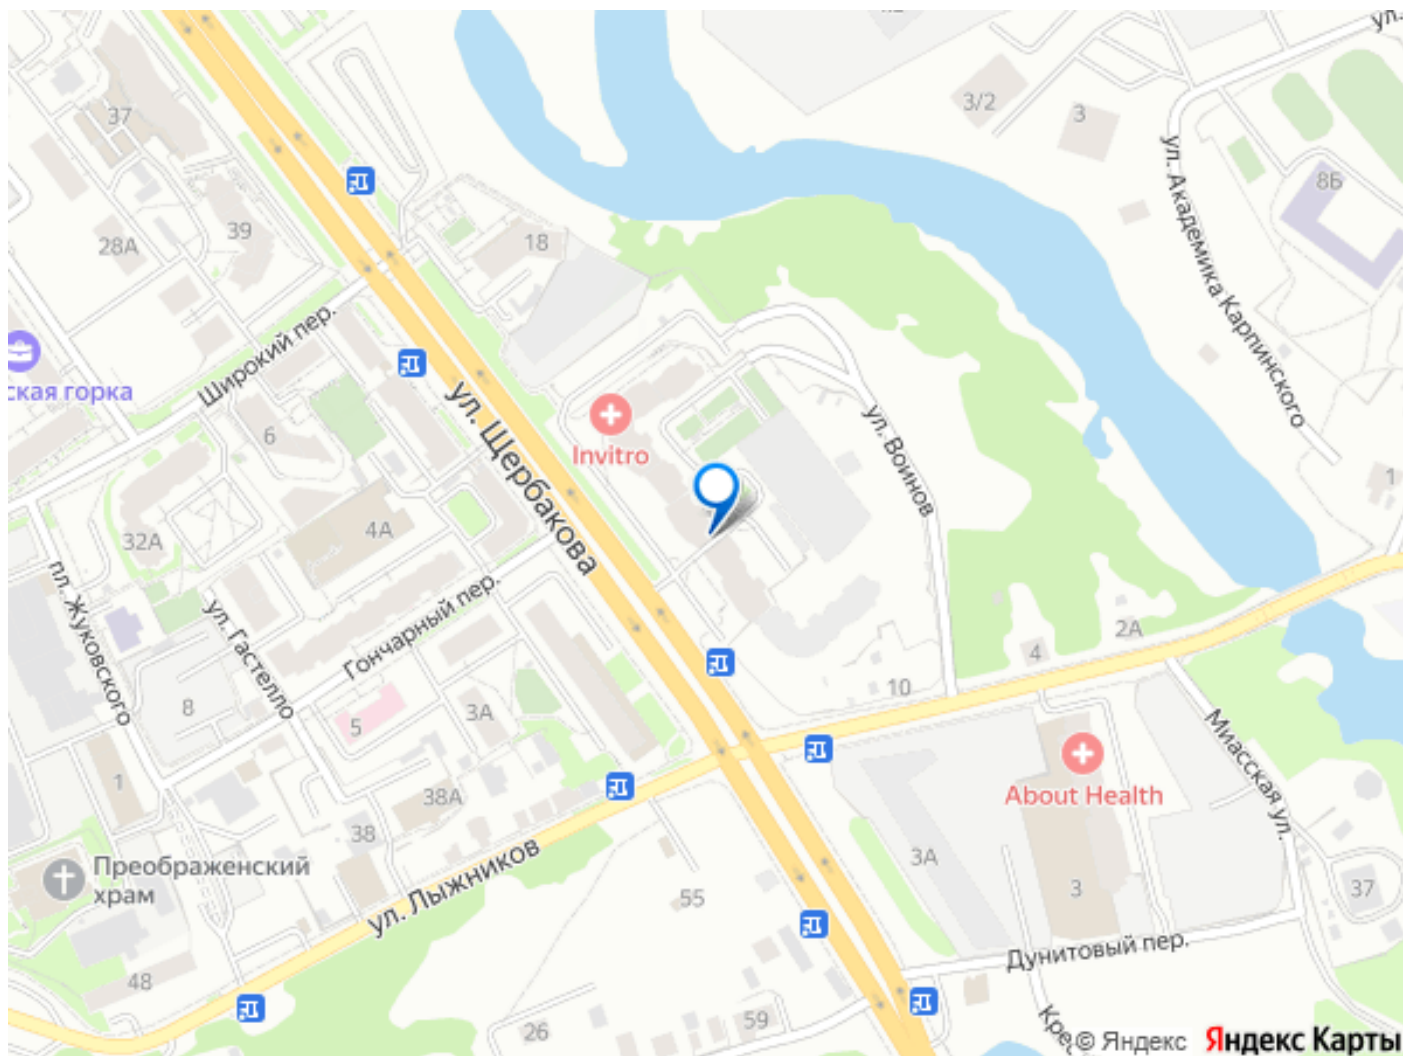 ул.
3/2
3
37
8Б
39
28А
18
ул. Академика Карпинского
Широкий пер.
ская горка
ул. Щербакова
Invitro
ул. Воинов
6
1
4А
32А
пл. Жуковского
ул. Гастелло
Гончарный пер.
2А
4
10
8
5
3А
Миасская ул.
About Health
1
38А
38
ул. Лыжников
3А
Преображенский
храм
3
37
55
Дунитовый пер.
48
26
59
Кре
© Яндекс
Яндекс Карты